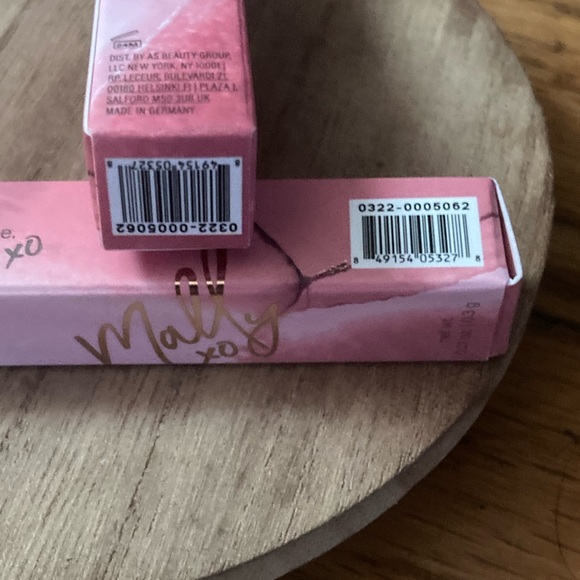 24M
DIST. BY AS BEAUTY GROUP,
LLC NEW YORK, NY 10001 |
RP. LECEUR, BULEVARDI 21,
00180 HELSINKI.FI | PLAZA L
SALFORD M50 3UB UK
MADE IN GERMANY
8 49154 05327 8
0322-0005062
e.
xo
Mally
xo
0322-0005062
8 49154 05327 8